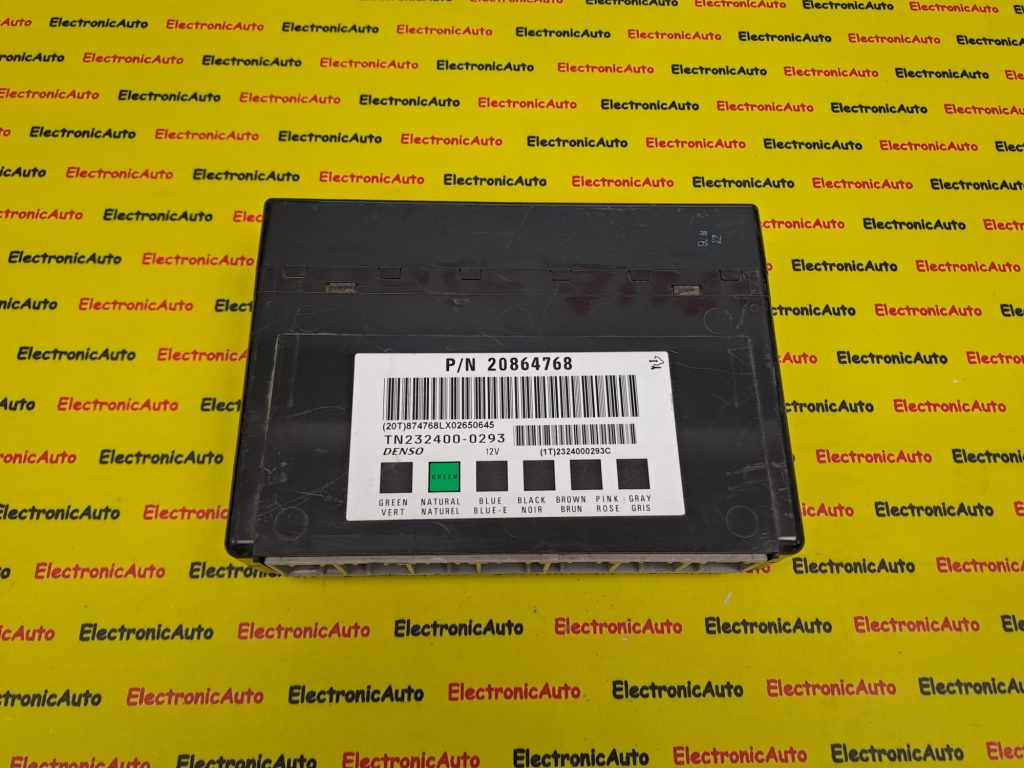 P/N 20864768
(20T)874768LX02650645
TN232400-0293
DENSO 12V (1T)2324000293C
GREEN
GREEN NATURAL BLUE BLACK BROWN PINK GRAY
VERT NATUREL BLUE-E NOIR BRUN ROSE GRIS
ElectronicAuto